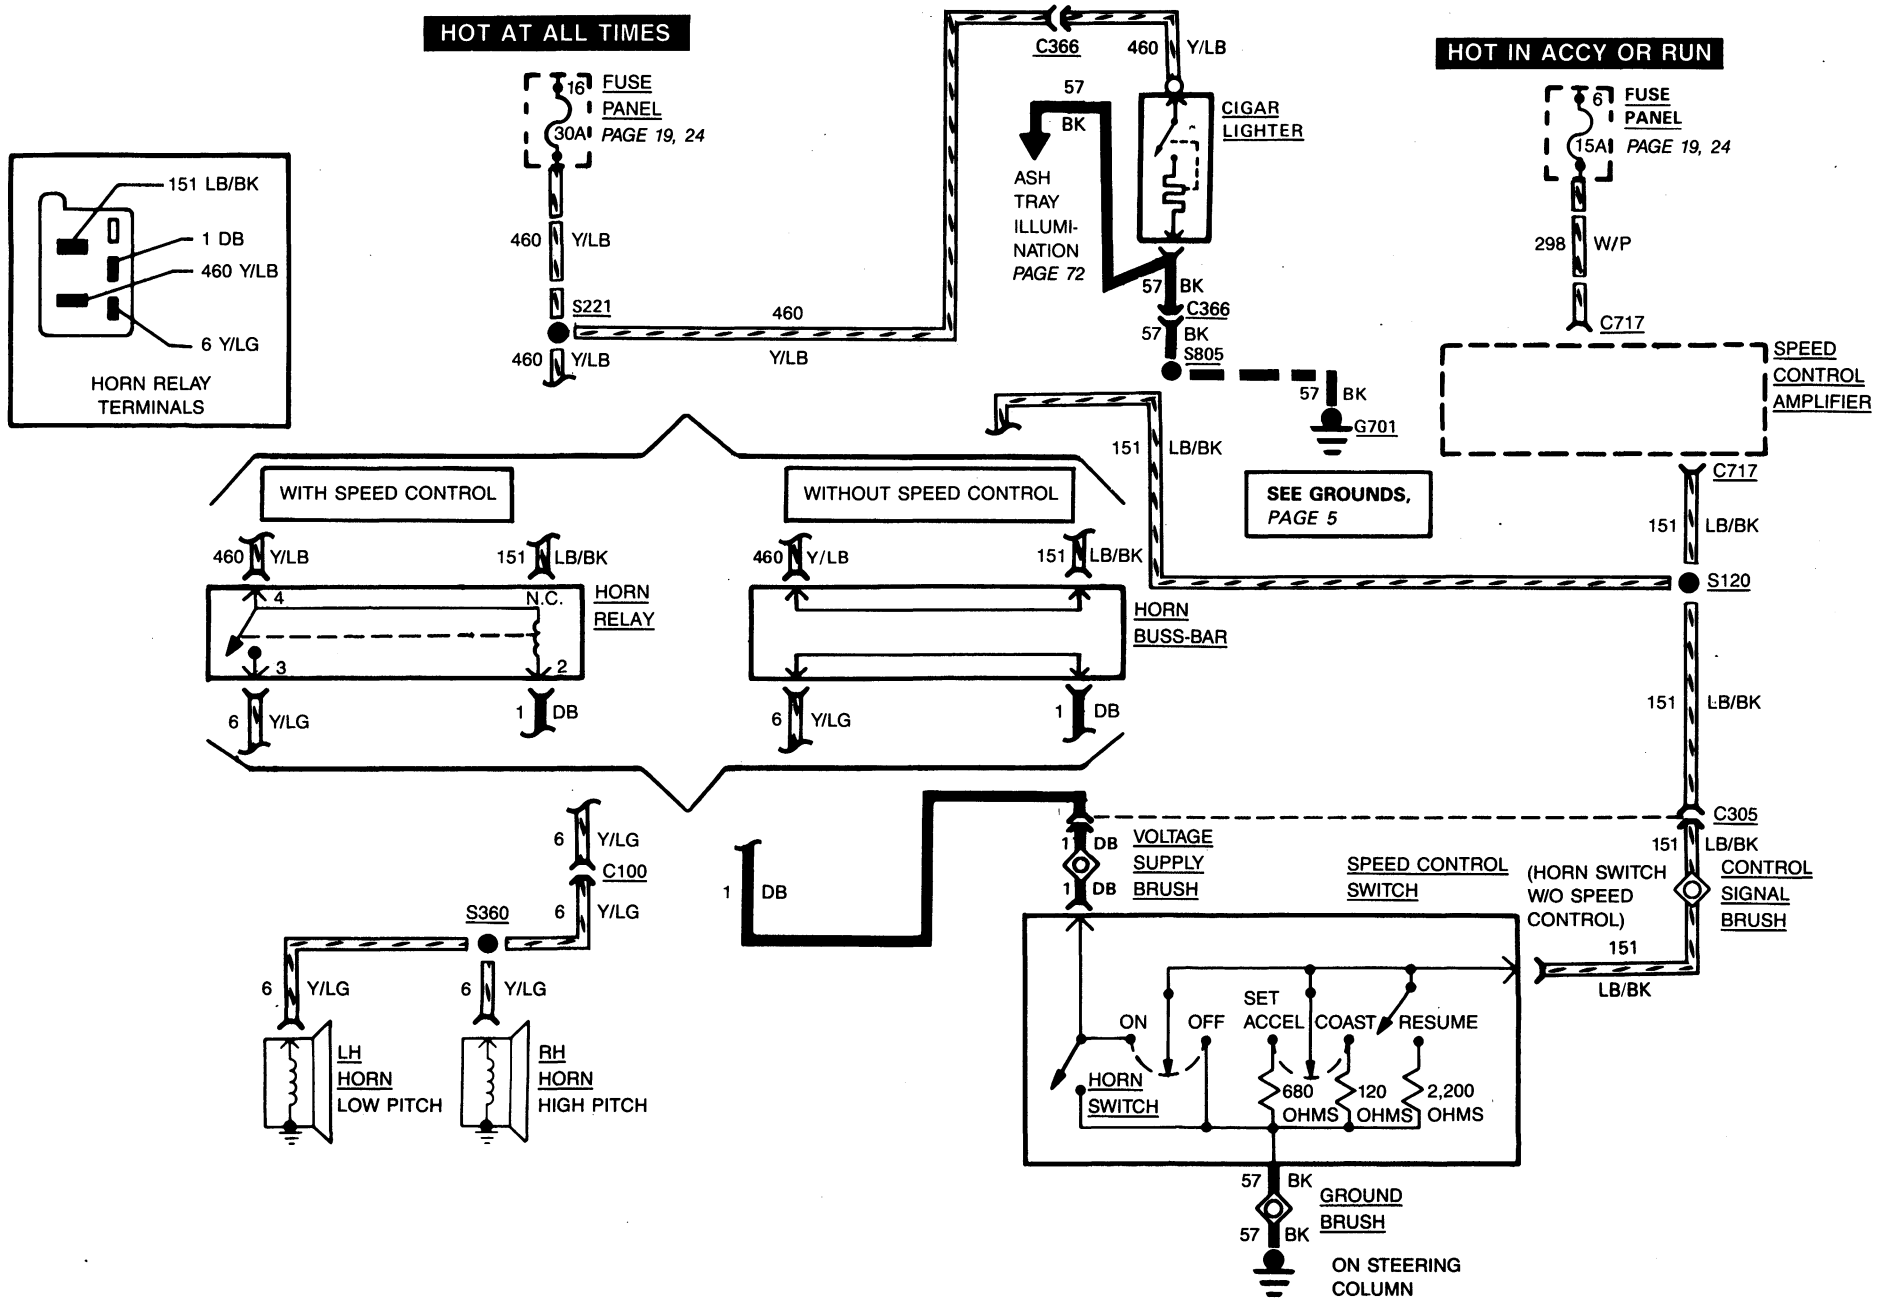 HOT AT ALL TIMES
16
FUSE
PANEL
30A
PAGE 19, 24
460
Y/LB
S221
460
Y/LB
460
Y/LB
C366
460
Y/LB
57
BK
CIGAR
LIGHTER
ASH
TRAY
ILLUMI-
NATION
PAGE 72
57
BK
C366
57
BK
S805
57
BK
G701
SEE GROUNDS,
PAGE 5
HOT IN ACCY OR RUN
6
FUSE
PANEL
15A
PAGE 19, 24
298
W/P
C717
SPEED
CONTROL
AMPLIFIER
C717
151
LB/BK
S120
151
LB/BK
151
LB/BK
C305
151
LB/BK
151 LB/BK
1 DB
460 Y/LB
6 Y/LG
HORN RELAY
TERMINALS
WITH SPEED CONTROL
460
Y/LB
151
LB/BK
4
N.C.
HORN
RELAY
3
2
6
Y/LG
1
DB
WITHOUT SPEED CONTROL
460
Y/LB
151
LB/BK
HORN
BUSS-BAR
6
Y/LG
1
DB
6
Y/LG
C100
6
Y/LG
S360
6
Y/LG
6
Y/LG
LH
HORN
LOW PITCH
RH
HORN
HIGH PITCH
1
DB
1
DB
1
DB
VOLTAGE
SUPPLY
BRUSH
SPEED CONTROL
SWITCH
(HORN SWITCH
W/O SPEED
CONTROL)
CONTROL
SIGNAL
BRUSH
151
LB/BK
ON
OFF
SET
ACCEL
COAST
RESUME
HORN
SWITCH
680
OHMS
120
OHMS
2,200
OHMS
57
BK
GROUND
BRUSH
57
BK
ON STEERING
COLUMN